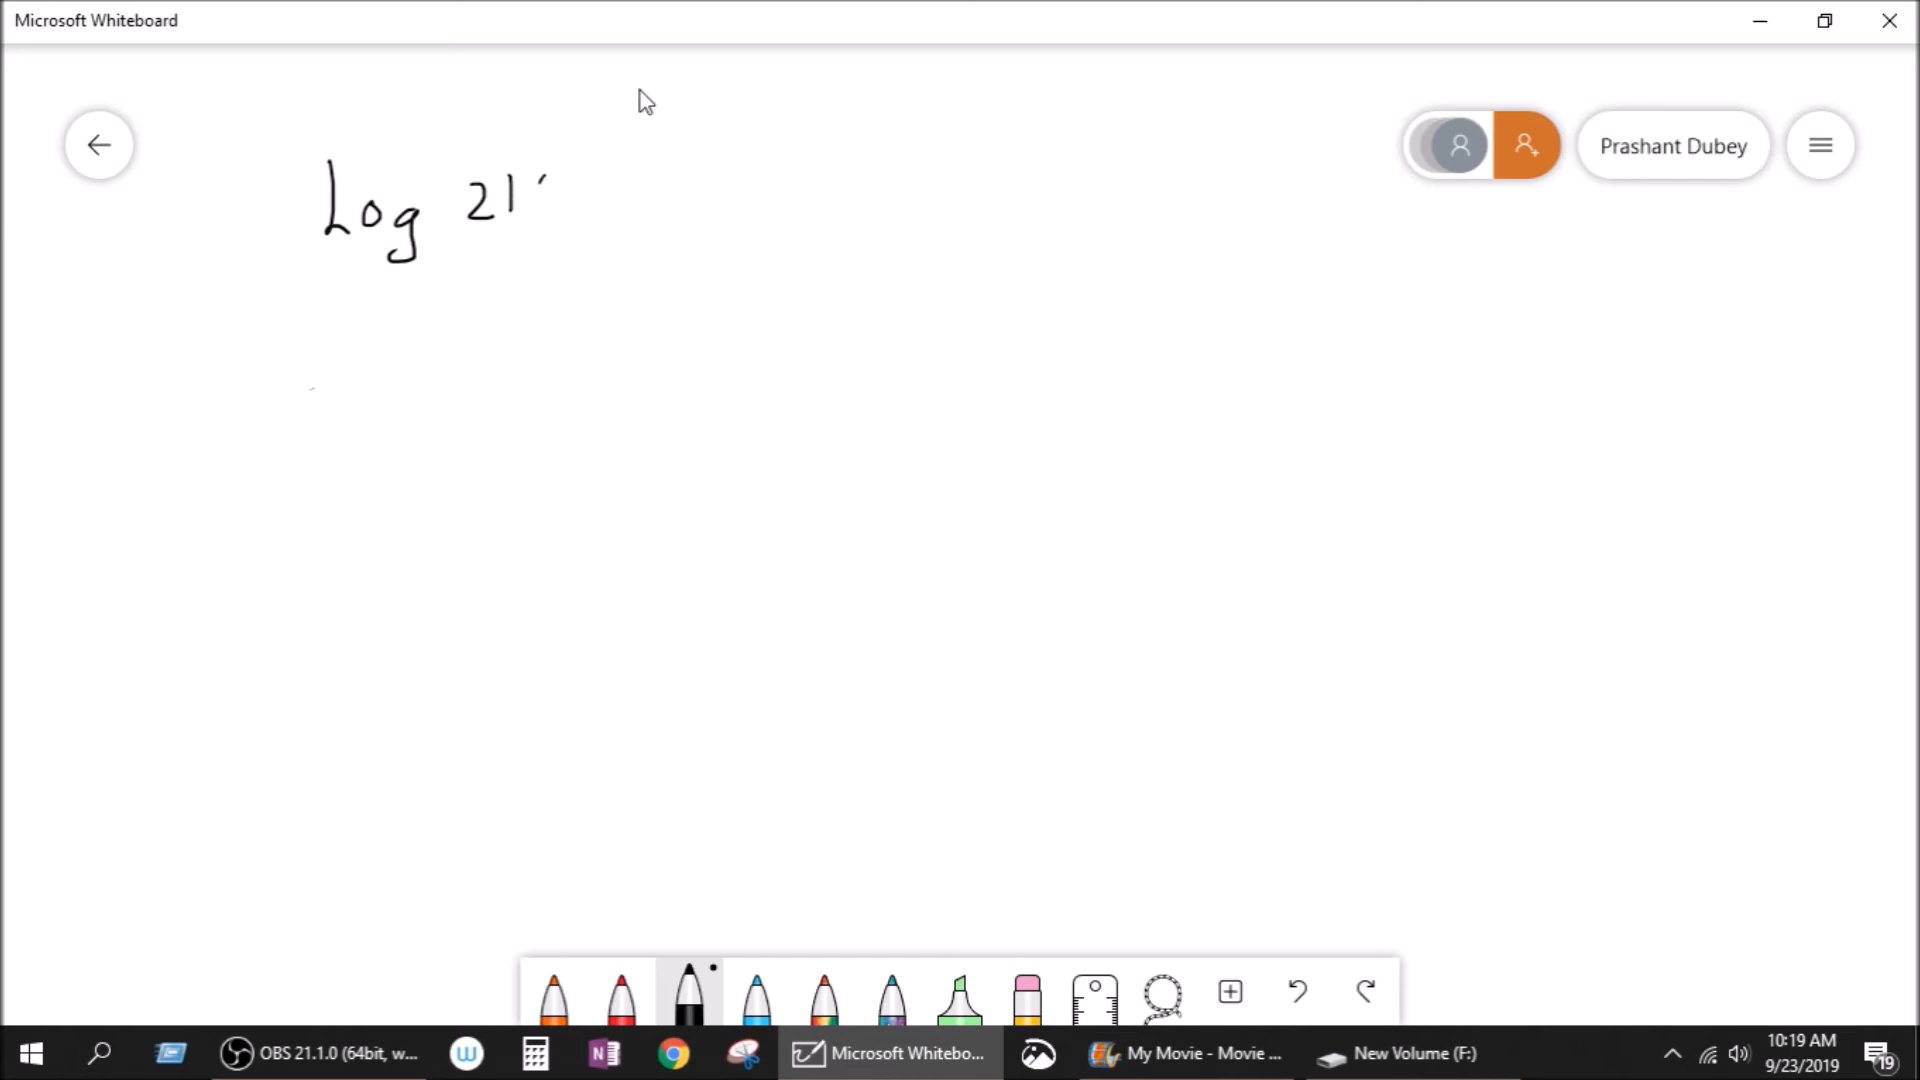 Microsoft Whiteboard
Prashant Dubey
Log 21
OBS 21.1.0 (64bit, w...
W
N
Microsoft Whitebo...
My Movie - Movie ...
New Volume (F:)
10:19 AM
9/23/2019
19